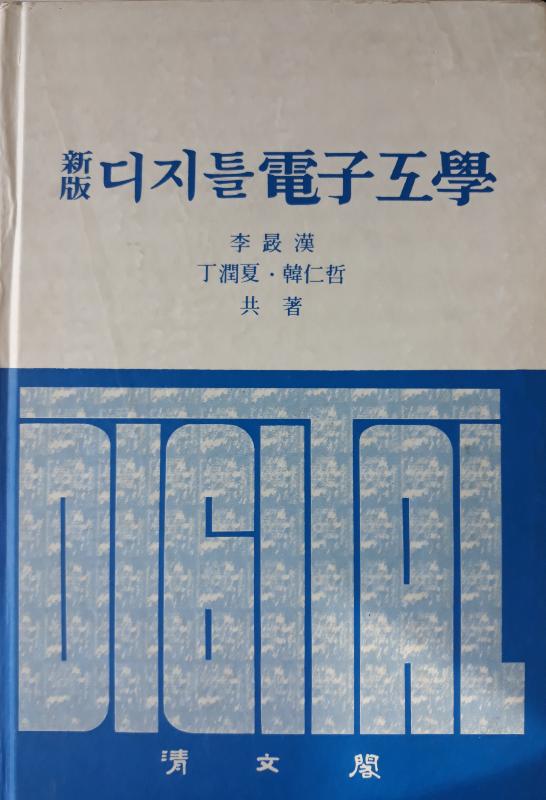 新版 디지틀電子工學
李晸漢
丁潤夏·韓仁哲
共著
DIGITAL
淸文閣